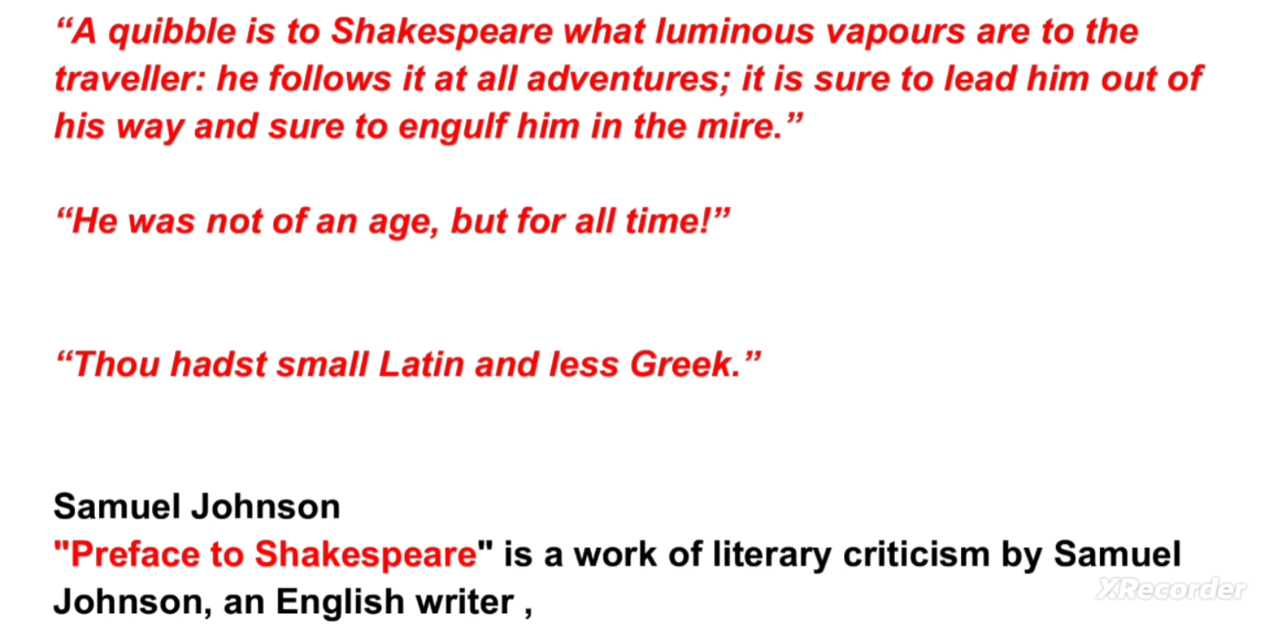 “A quibble is to Shakespeare what luminous vapours are to the
traveller: he follows it at all adventures; it is sure to lead him out of
his way and sure to engulf him in the mire.”
“He was not of an age, but for all time!”
“Thou hadst small Latin and less Greek.”
Samuel Johnson
"Preface to Shakespeare" is a work of literary criticism by Samuel
Johnson, an English writer ,
XRecorder